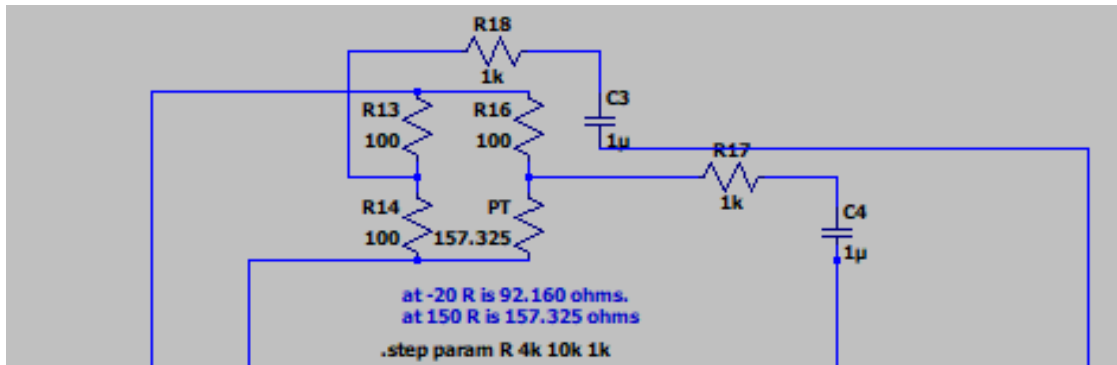 R18
1k
C3
1µ
R13
100
R16
100
R17
1k
R14
100
PT
157.325
C4
1µ
at -20 R is 92.160 ohms.
at 150 R is 157.325 ohms
.step param R 4k 10k 1k